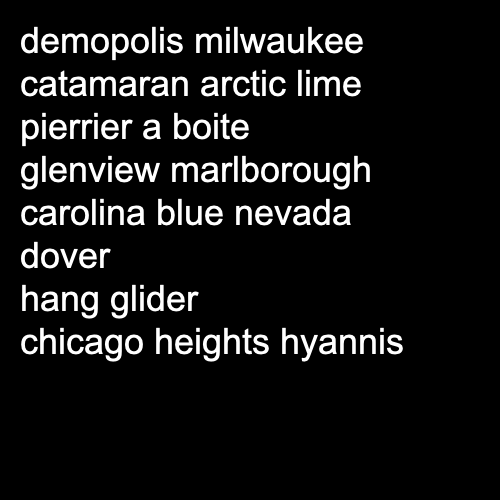 demopolis milwaukee
catamaran arctic lime
pierrier a boite
glenview marlborough
carolina blue nevada
dover
hang glider
chicago heights hyannis